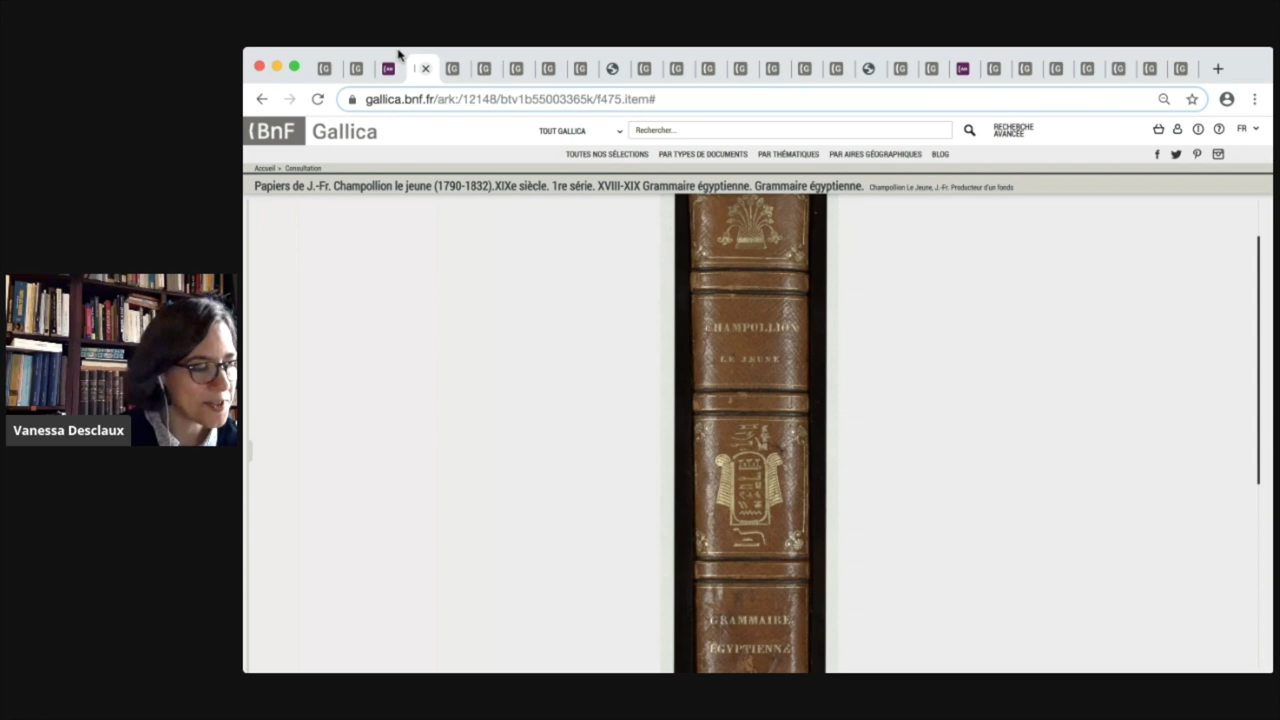 gallica.bnf.fr/ark:/12148/btv1b55003365k/f475.item#
{BnF Gallica
TOUT GALLICA
Rechercher...
RECHERCHE
AVANCÉE
FR
TOUTES NOS SÉLECTIONS PAR TYPES DE DOCUMENTS PAR THÉMATIQUES PAR AIRES GÉOGRAPHIQUES BLOG
Accueil > Consultation
Papiers de J.-Fr. Champollion le jeune (1790-1832).XIXe siècle. 1re série. XVIII-XIX Grammaire égyptienne. Grammaire égyptienne. Champollion Le Jeune, J.-Fr. Producteur d'un fonds
CHAMPOLLION
LE JEUNE
GRAMMAIRE
ÉGYPTIENNE
Vanessa Desclaux